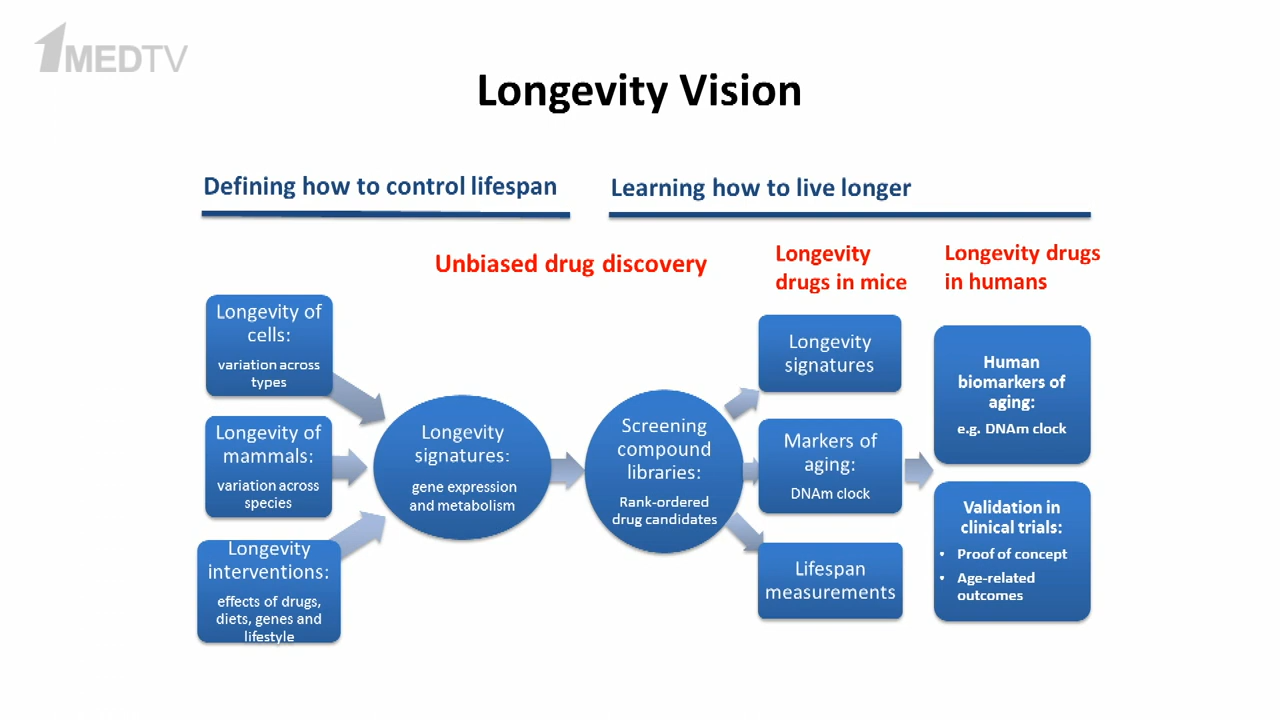 1MEDTV
Longevity Vision
Defining how to control lifespan
Learning how to live longer
Unbiased drug discovery
Longevity
drugs in mice
Longevity drugs
in humans
Longevity of
cells:
variation across
types
Longevity of
mammals:
variation across
species
Longevity
interventions:
effects of drugs,
diets, genes and
lifestyle
Longevity
signatures:
gene expression
and metabolism
Screening
compound
libraries:
Rank-ordered
drug candidates
Longevity
signatures
Markers of
aging:
DNAm clock
Lifespan
measurements
Human
biomarkers of
aging:
e.g. DNAm clock
Validation in
clinical trials:
• Proof of concept
• Age-related
outcomes